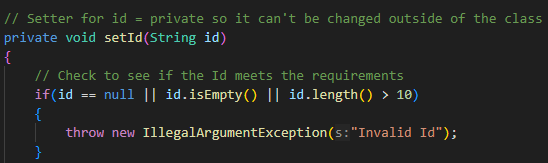 // Setter for id = private so it can't be changed outside of the class
private void setId(String id)
{
// Check to see if the Id meets the requirements
if(id == null || id.isEmpty() || id.length() > 10)
{
throw new IllegalArgumentException(s:"Invalid Id");
}